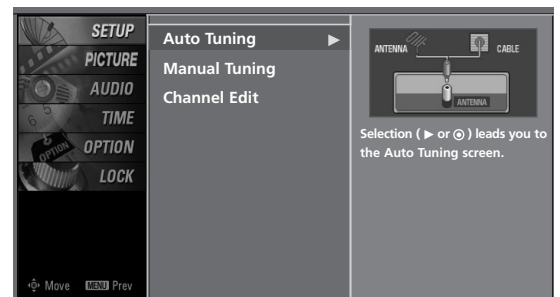 SETUP
PICTURE
AUDIO
TIME
OPTION
OPTION
LOCK
Move MENU Prev
Auto Tuning ▶
Manual Tuning
Channel Edit
ANTENNA CABLE
ANTENNA
Selection ( ▶ or ◉ ) leads you to
the Auto Tuning screen.